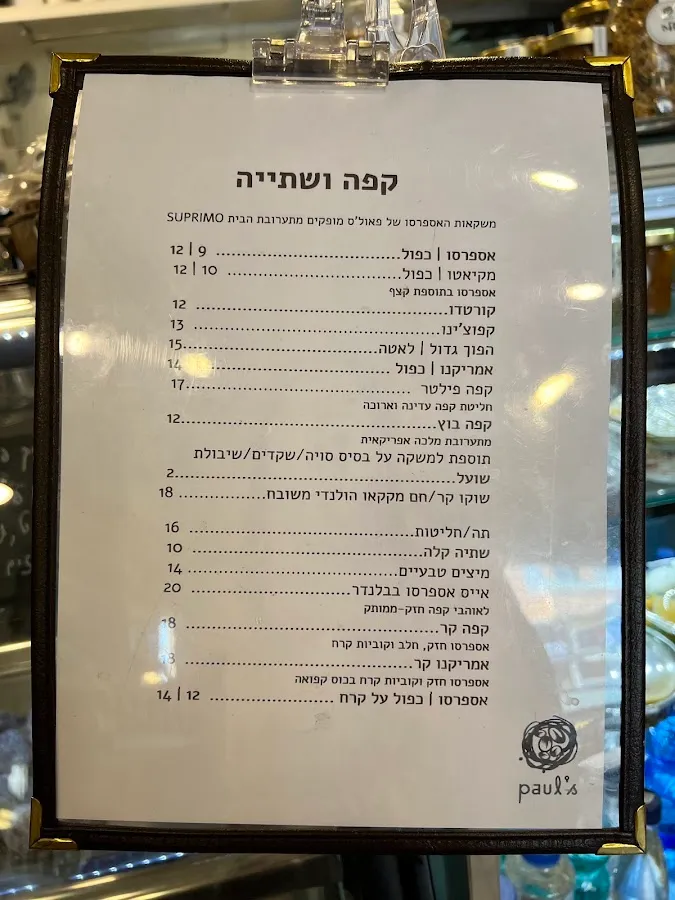 קפה ושתייה
משקאות האספרסו של פאול'ס מופקים מתערובת הבית SUPRIMO
אספרסו | כפול........................................ 9 | 12
מקיאטו | כפול................................ 10 | 12
אספרסו בתוספת קצף
קורטדו............................................. 12
קפוצ'ינו............................................ 13
הפוך גדול | לאטה...................................15
אמריקנו | כפול ................................... 14
קפה פילטר ........................................17
חליטת קפה עדינה וארוכה
קפה בוץ..............................................12
מתערובת מלכה אפריקאית
תוספת למשקה על בסיס סויה/שקדים/שיבולת
שועל..................................................2
שוקו קר/חם מקקאו הולנדי משובח................ 18
תה/חליטות........................................ 16
שתיה קלה.......................................... 10
מיצים טבעיים...................................... 14
אייס אספרסו בבלנדר............................... 20
לאוהבי קפה חזק-ממותק
קפה קר............................................. 18
אספרסו חזק, חלב וקוביות קרח
אמריקנו קר
אספרסו חזק וקוביות קרח בכוס קפואה
אספרסו | כפול על קרח ...................... 12 | 14
paul's